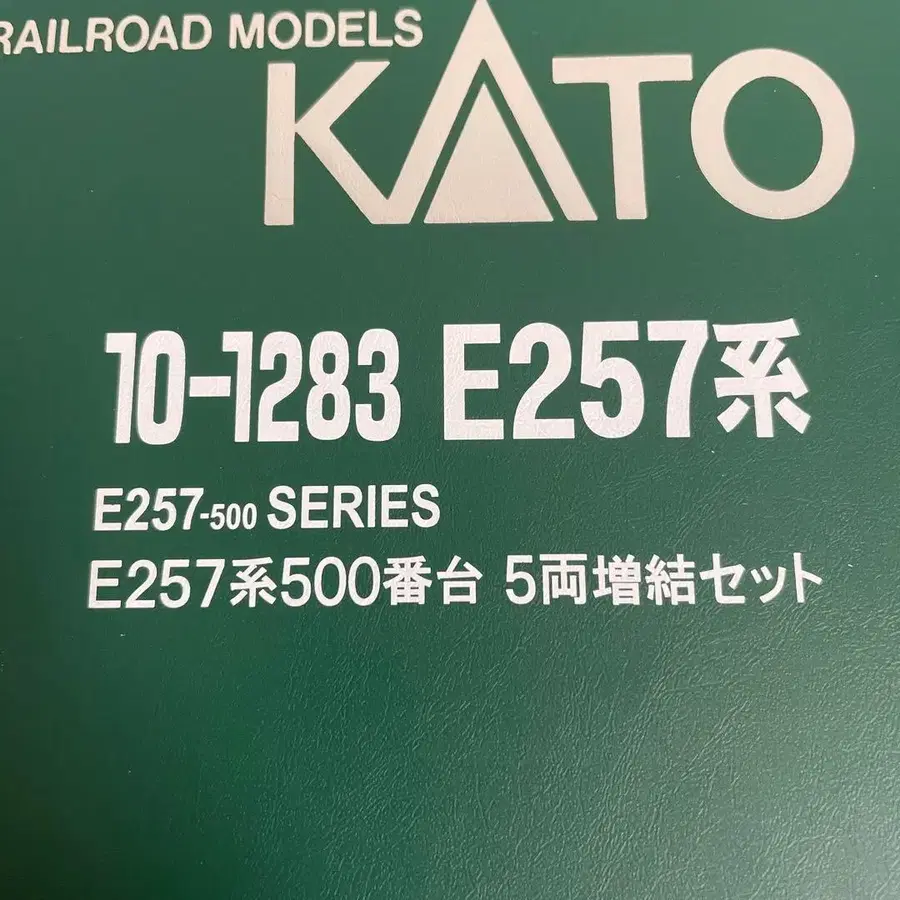 RAILROAD MODELS
KATO
10-1283 E257系
E257-500 SERIES
E257系500番台 5両増結セット